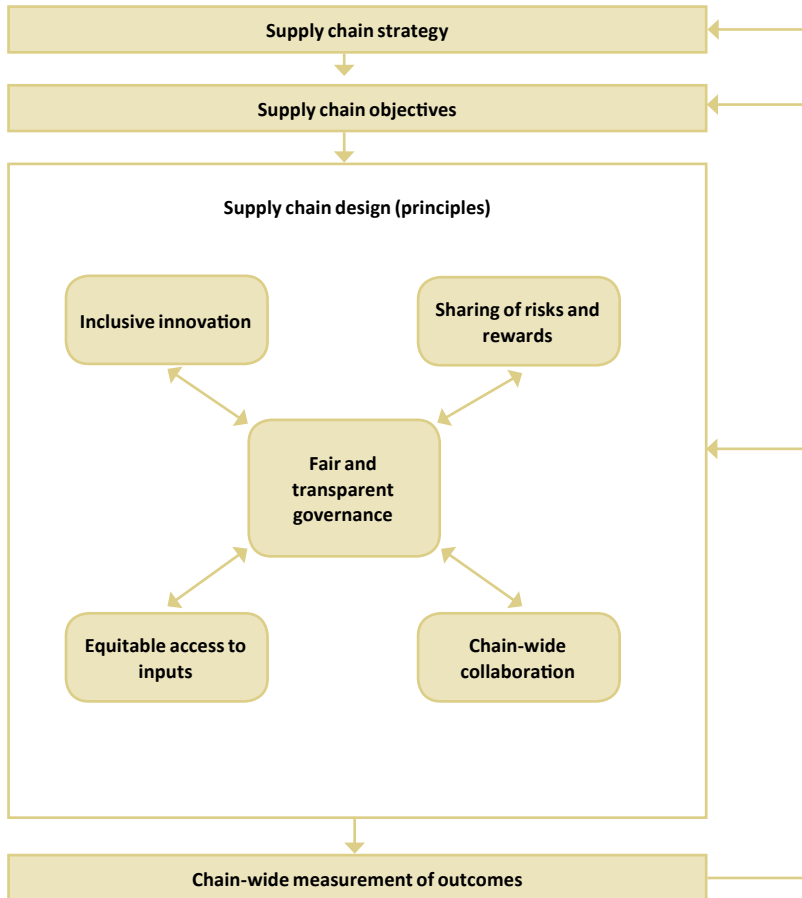 Supply chain strategy
Supply chain objectives
Supply chain design (principles)
Inclusive innovation
Sharing of risks and
rewards
Fair and
transparent
governance
Equitable access to
inputs
Chain-wide
collaboration
Chain-wide measurement of outcomes